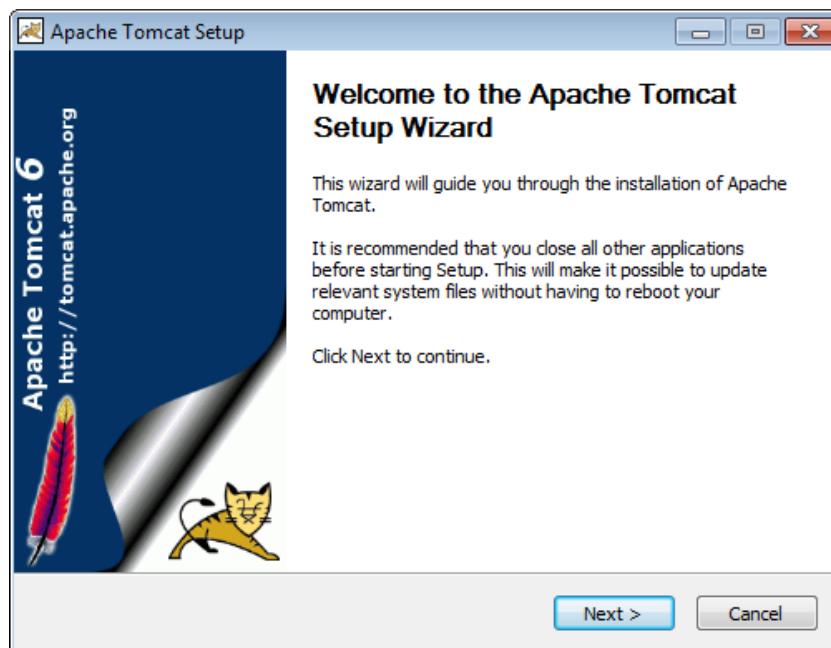 Apache Tomcat Setup
Apache Tomcat 6
http://tomcat.apache.org
Welcome to the Apache Tomcat
Setup Wizard
This wizard will guide you through the installation of Apache
Tomcat.
It is recommended that you close all other applications
before starting Setup. This will make it possible to update
relevant system files without having to reboot your
computer.
Click Next to continue.
Next >
Cancel